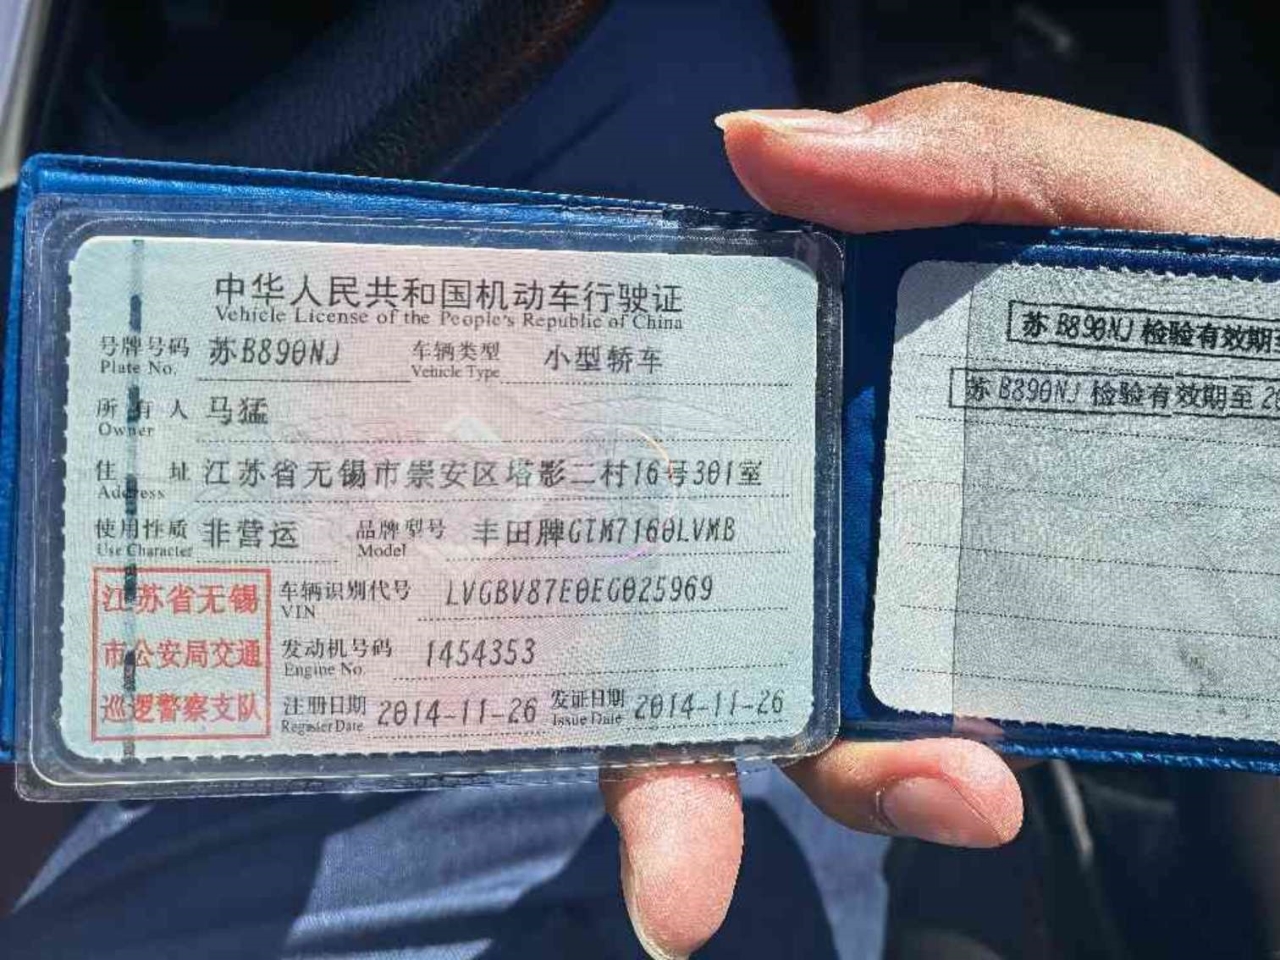 中华人民共和国机动车行驶证
Vehicle License of the People's Republic of China
号牌号码 苏B890NJ 车辆类型 小型轿车
Plate No. Vehicle Type
所有人 马猛
Owner
住址 江苏省无锡市崇安区塔影二村16号301室
Address
使用性质 非营运 品牌型号 丰田牌GTM7160LVMB
Use Character Model
江苏省无锡
市公安局交通
巡逻警察支队
车辆识别代号 LVGBV87E0EG025969
VIN
发动机号码 1454353
Engine No.
注册日期 2014-11-26 发证日期 2014-11-26
Register Date Issue Date
苏B890NJ 检验有效期至
苏B890NJ 检验有效期至 2